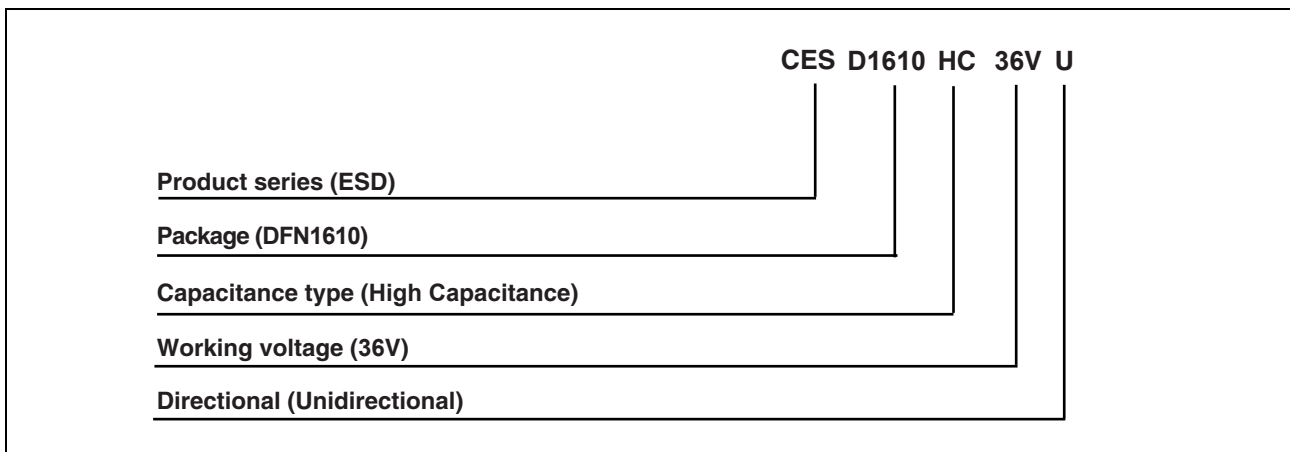 CES D1610 HC 36V U
Product series (ESD)
Package (DFN1610)
Capacitance type (High Capacitance)
Working voltage (36V)
Directional (Unidirectional)